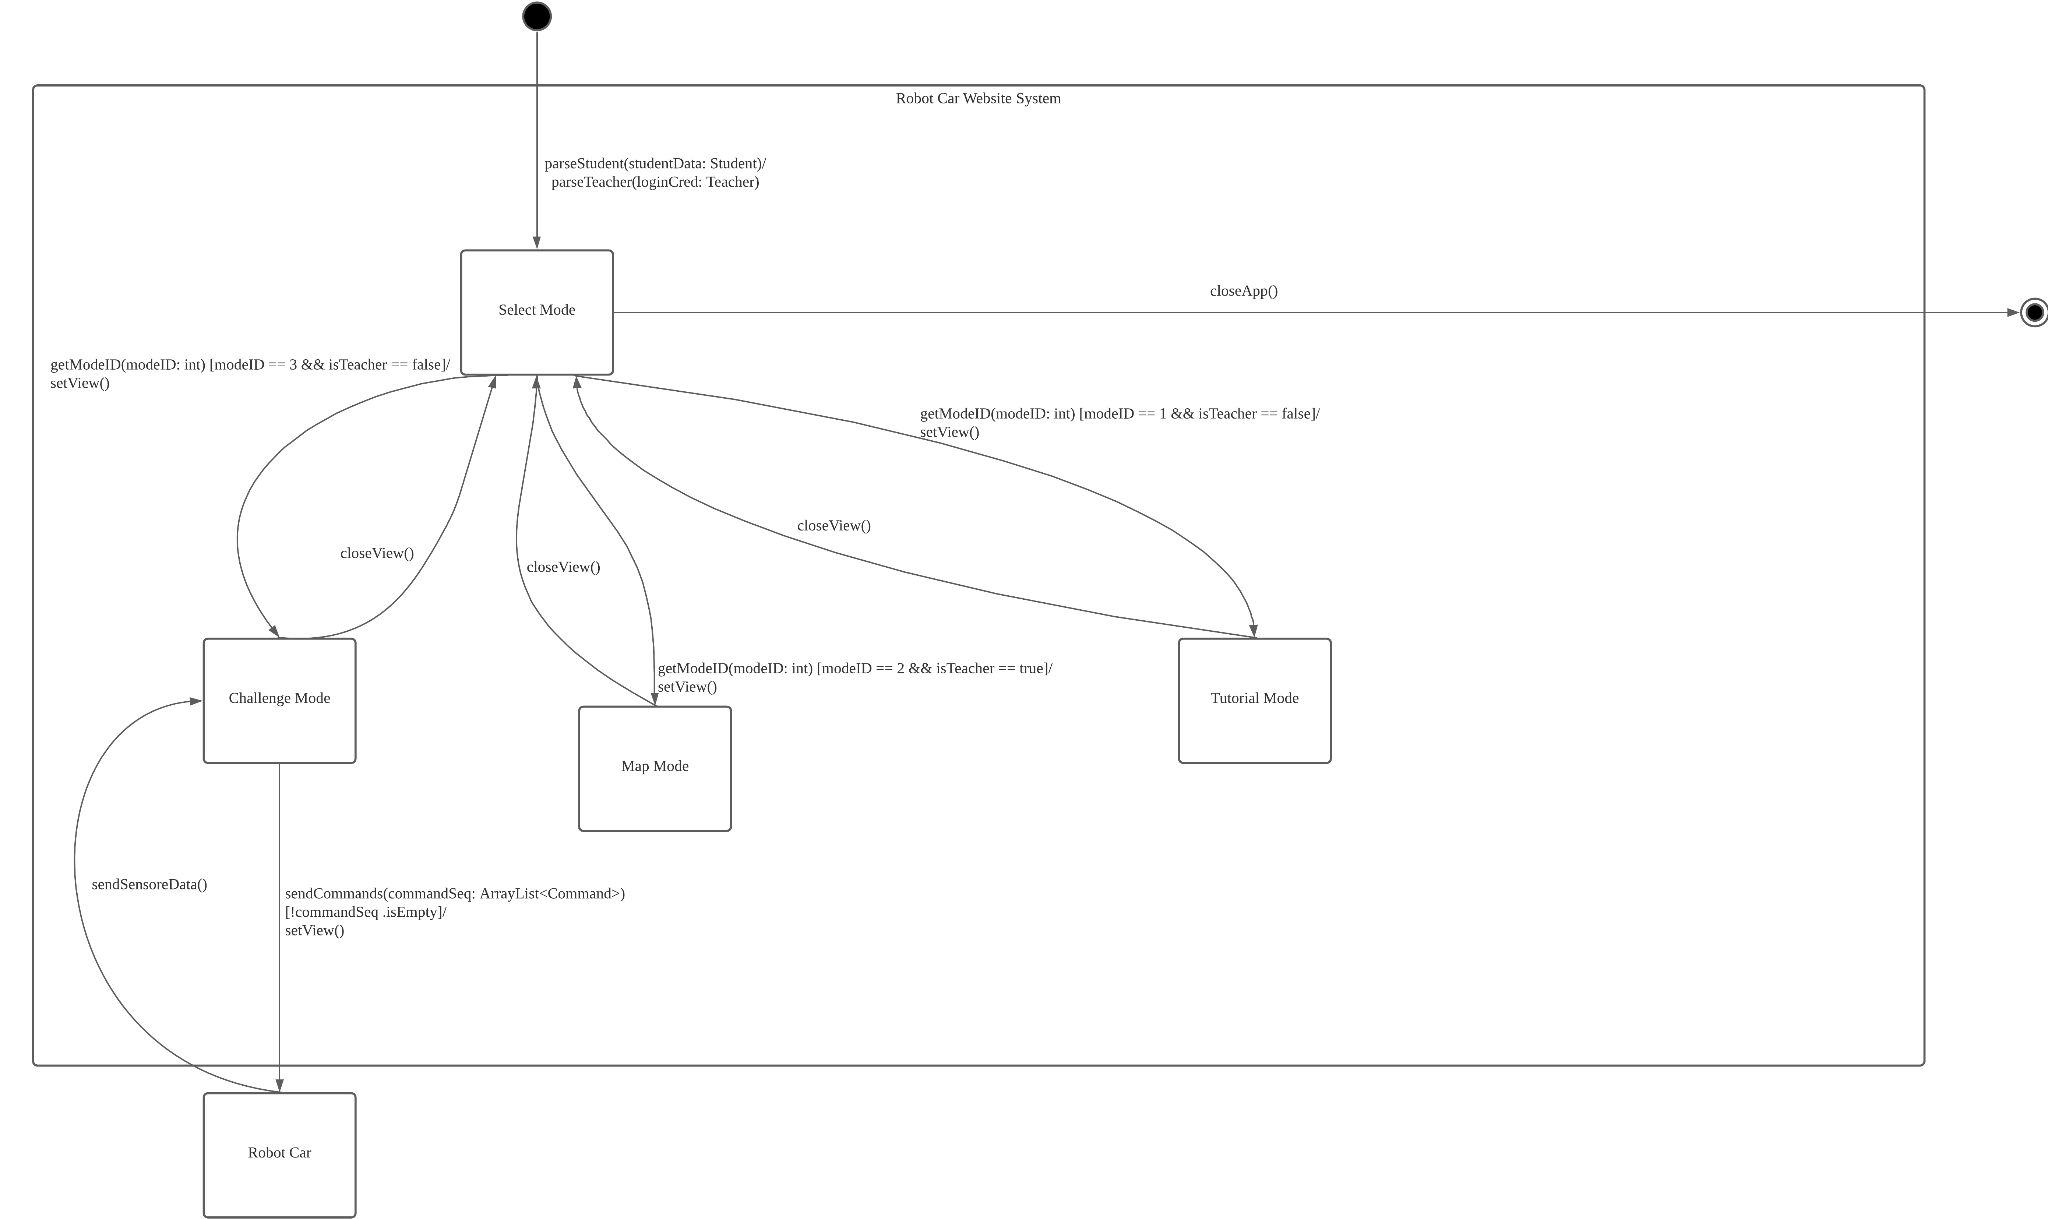 Robot Car Website System
parseStudent(studentData: Student)/
parseTeacher(loginCred: Teacher)
Select Mode
closeApp()
getModeID(modeID: int) [modeID == 3 && isTeacher == false]/
setView()
getModeID(modeID: int) [modeID == 1 && isTeacher == false]/
setView()
closeView()
closeView()
closeView()
getModeID(modeID: int) [modeID == 2 && isTeacher == true]/
setView()
Challenge Mode
Tutorial Mode
Map Mode
sendSensoreData()
sendCommands(commandSeq: ArrayList<Command>)
[!commandSeq .isEmpty]/
setView()
Robot Car